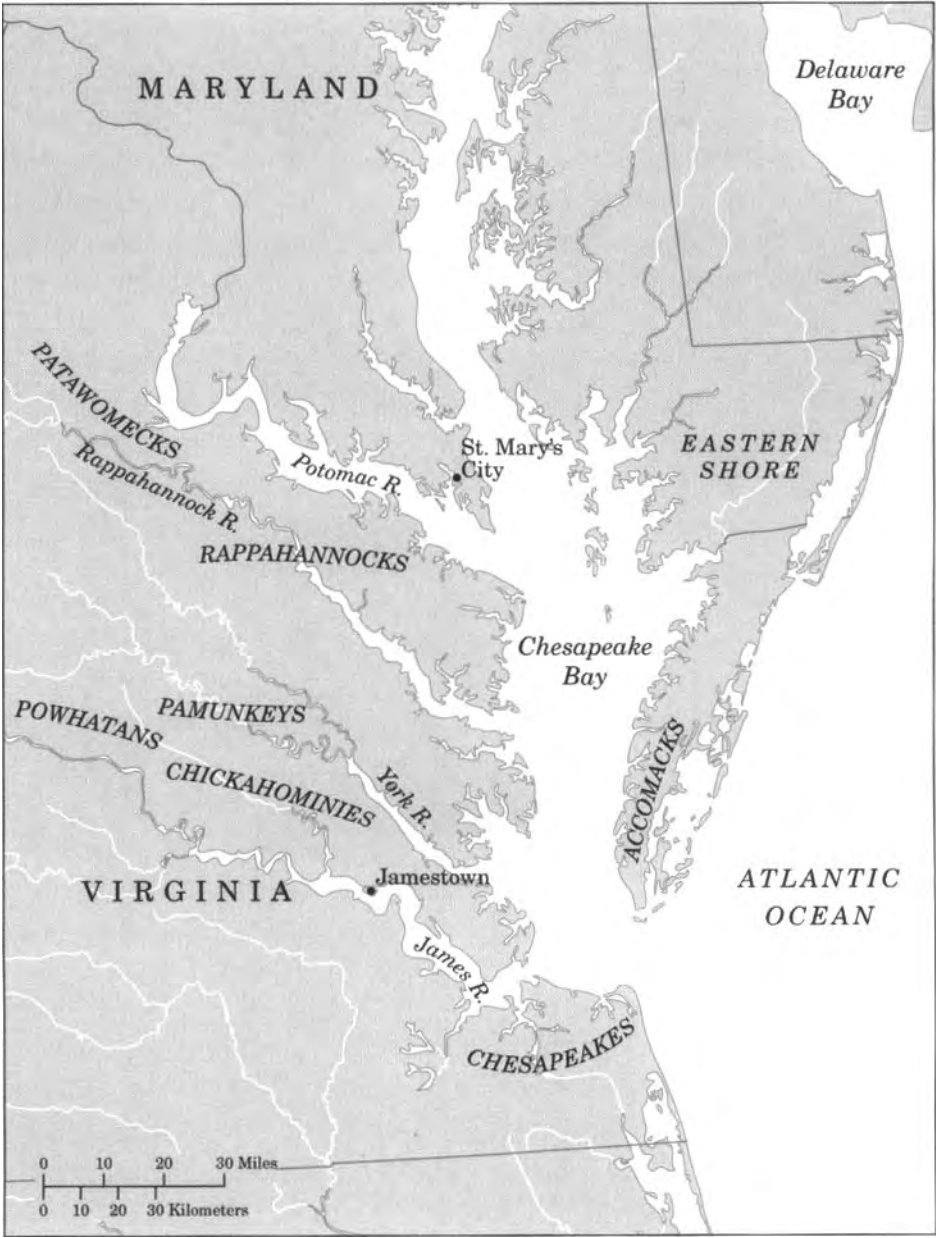 Delaware
Bay
MARYLAND
PATAWOMECKS
Rappahannock R.
Potomac R.
St. Mary's
City
EASTERN
SHORE
RAPPAHANNOCKS
Chesapeake
Bay
PAMUNKEYS
POWHATANS
CHICKAHOMINIES
York R.
ACCOMACKS
Jamestown
VIRGINIA
ATLANTIC
OCEAN
James R.
CHESAPEAKES
0 10 20 30 Miles
0 10 20 30 Kilometers